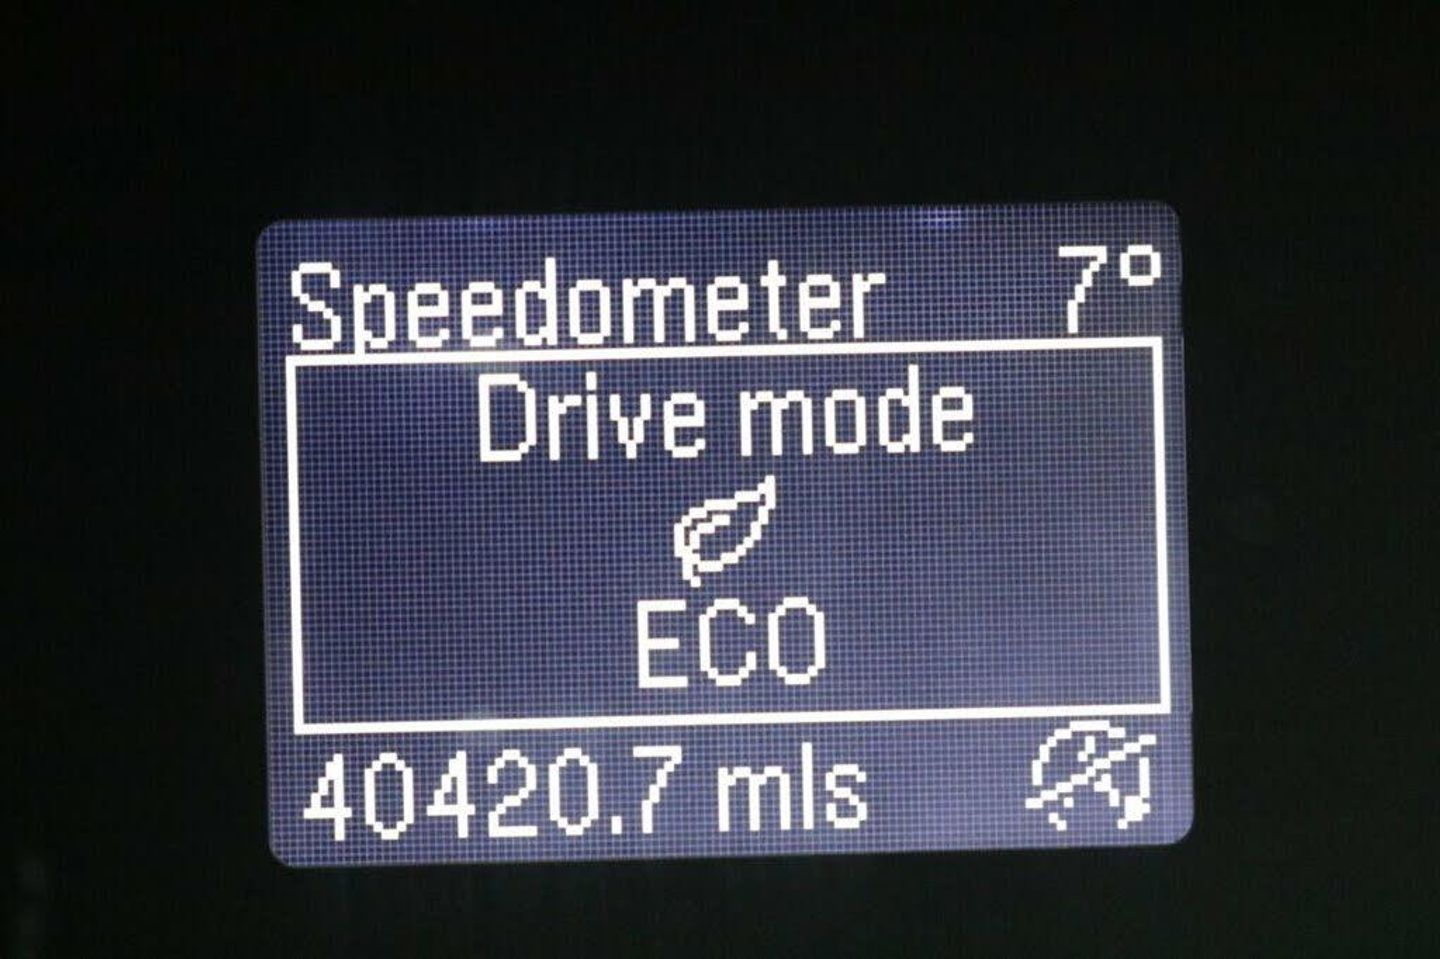 Speedometer 7°
Drive mode
ECO
40420.7 mls